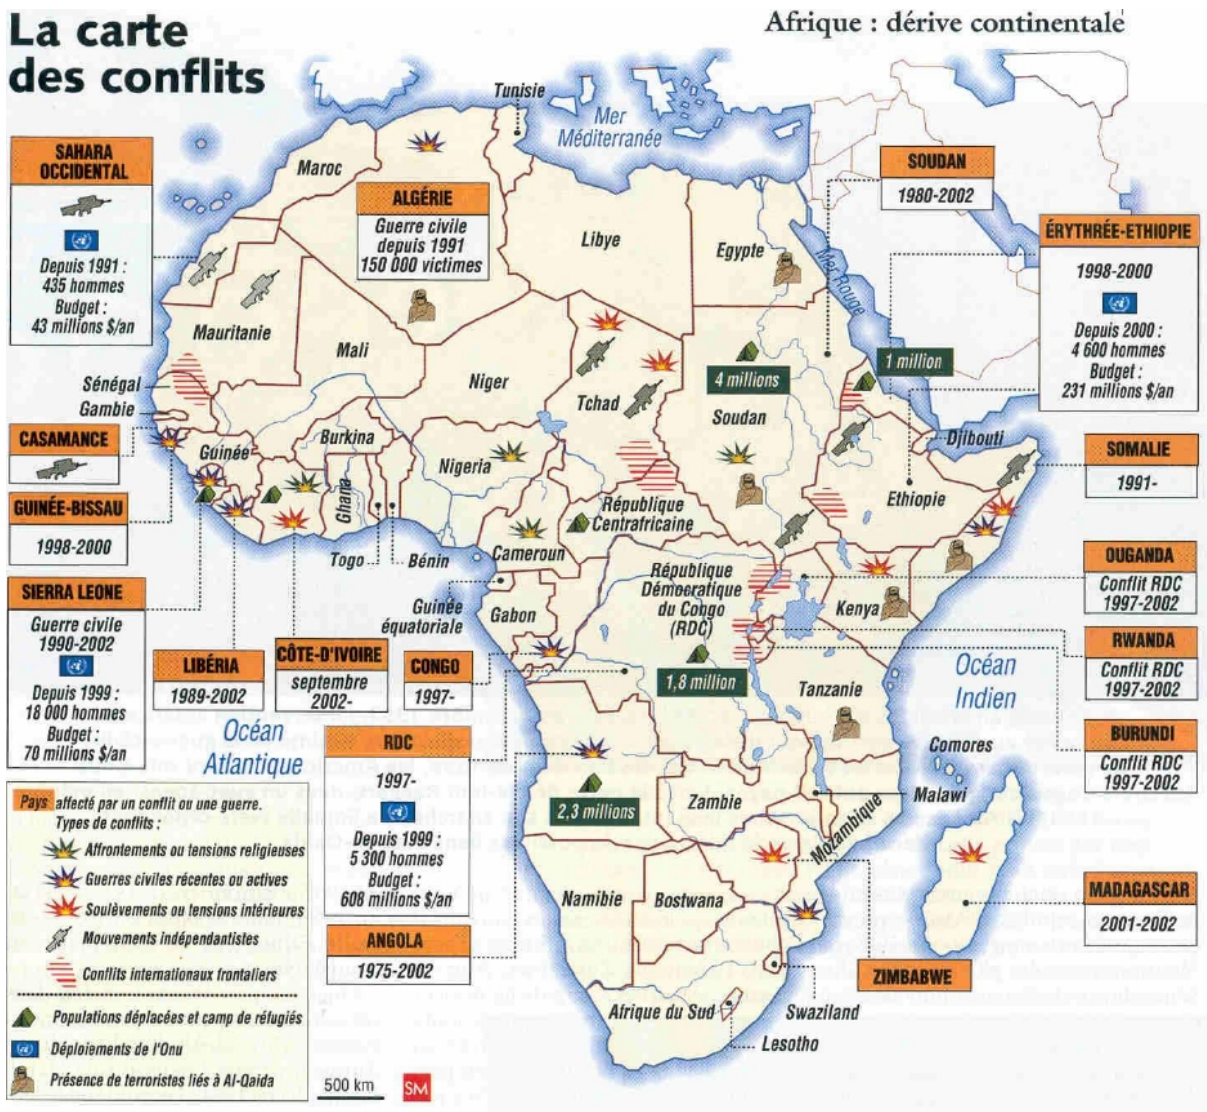 La carte
des conflits
Afrique : dérive continentale
SAHARA
OCCIDENTAL
Depuis 1991 :
435 hommes
Budget :
43 millions $/an
CASAMANCE
GUINÉE-BISSAU
1998-2000
SIERRA LEONE
Guerre civile
1990-2002
Depuis 1999 :
18 000 hommes
Budget :
70 millions $/an
LIBÉRIA
1989-2002
CÔTE-D'IVOIRE
septembre
2002-
CONGO
1997-
RDC
1997-
Depuis 1999 :
5 300 hommes
Budget :
608 millions $/an
ANGOLA
1975-2002
ALGÉRIE
Guerre civile
depuis 1991
150 000 victimes
SOUDAN
1980-2002
ÉRYTHRÉE-ETHIOPIE
1998-2000
Depuis 2000 :
4 600 hommes
Budget :
231 millions $/an
SOMALIE
1991-
OUGANDA
Conflit RDC
1997-2002
RWANDA
Conflit RDC
1997-2002
BURUNDI
Conflit RDC
1997-2002
MADAGASCAR
2001-2002
ZIMBABWE
Tunisie
Mer
Méditerranée
Maroc
Libye
Egypte
Mer Rouge
Mauritanie
Mali
Niger
Tchad
Soudan
4 millions
1 million
Sénégal
Gambie
Guinée
Burkina
Ghana
Nigeria
Togo
Bénin
Cameroun
République
Centrafricaine
Djibouti
Ethiopie
Guinée
équatoriale
Gabon
République
Démocratique
du Congo
(RDC)
1,8 million
Kenya
Tanzanie
Océan
Indien
Océan
Atlantique
Comores
Malawi
Zambie
Mozambique
2,3 millions
Namibie
Bostwana
Afrique du Sud
Swaziland
Lesotho
Pays affecté par un conflit ou une guerre.
Types de conflits :
Affrontements ou tensions religieuses
Guerres civiles récentes ou actives
Soulèvements ou tensions intérieures
Mouvements indépendantistes
Conflits internationaux frontaliers
Populations déplacées et camp de réfugiés
Déploiements de l'Onu
Présence de terroristes liés à Al-Qaida
500 km
SM